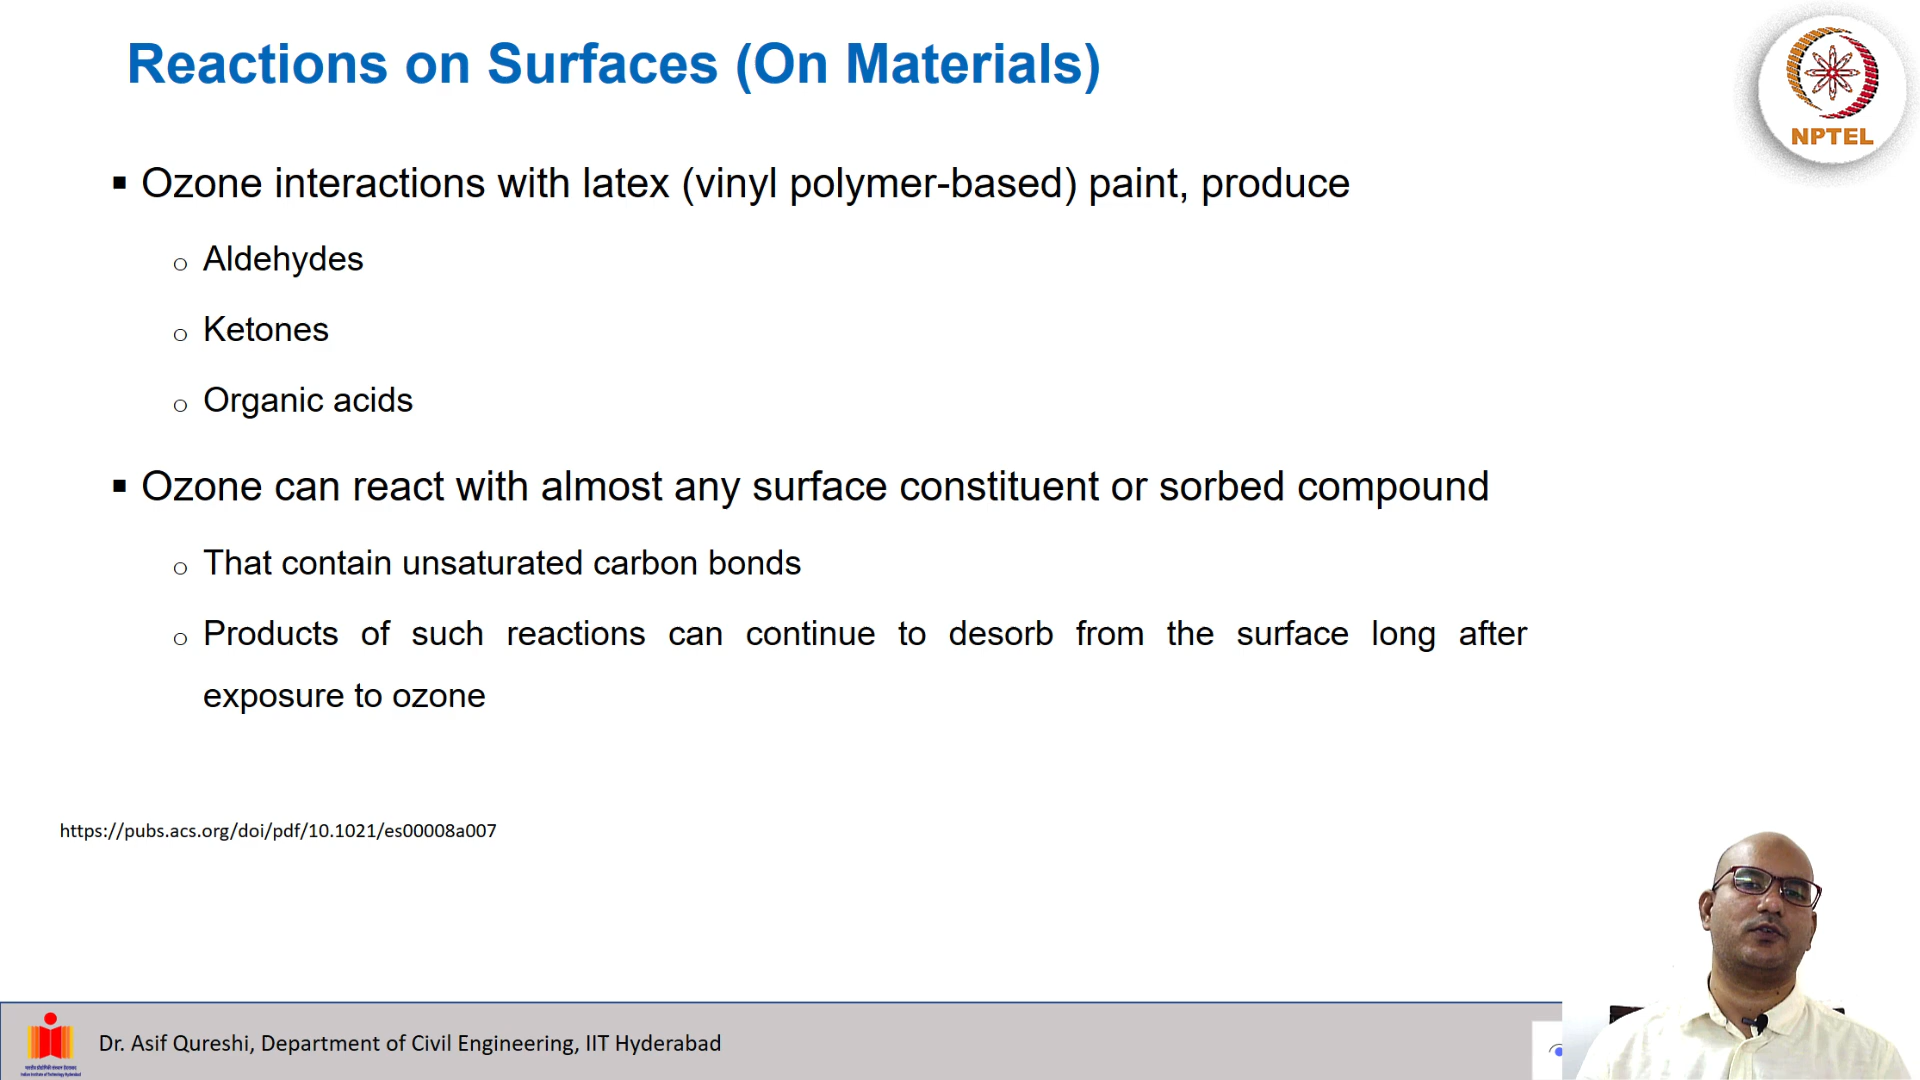 Reactions on Surfaces (On Materials)
NPTEL
▪ Ozone interactions with latex (vinyl polymer-based) paint, produce
o Aldehydes
o Ketones
o Organic acids
▪ Ozone can react with almost any surface constituent or sorbed compound
o That contain unsaturated carbon bonds
o Products of such reactions can continue to desorb from the surface long after
exposure to ozone
https://pubs.acs.org/doi/pdf/10.1021/es00008a007
Dr. Asif Qureshi, Department of Civil Engineering, IIT Hyderabad